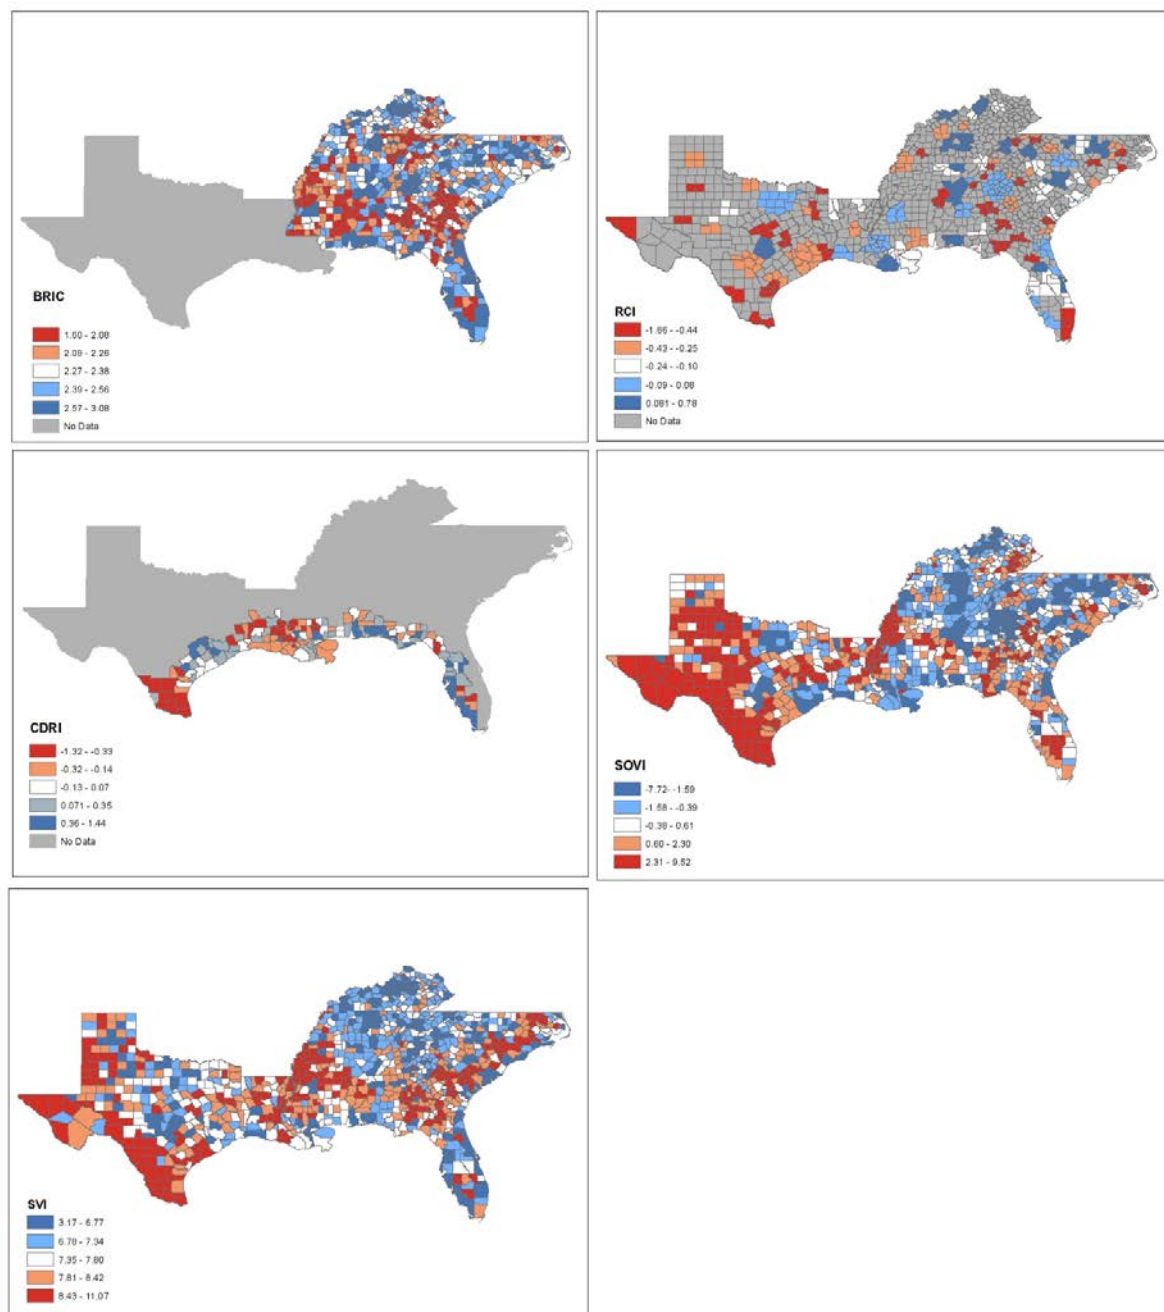 BRIC
1.60 - 2.08
2.09 - 2.26
2.27 - 2.38
2.39 - 2.56
2.57 - 3.08
No Data
RCI
-1.66 - -0.44
-0.43 - -0.25
-0.24 - -0.10
-0.09 - 0.08
0.081 - 0.78
No Data
CDRI
-1.32 - -0.33
-0.32 - -0.14
-0.13 - 0.07
0.071 - 0.35
0.36 - 1.44
No Data
SOVI
-7.72- -1.59
-1.58 - -0.39
-0.38 - 0.61
0.60 - 2.30
2.31 - 9.52
SVI
3.17 - 6.77
6.78 - 7.34
7.35 - 7.80
7.81 - 8.42
8.43 - 11.07